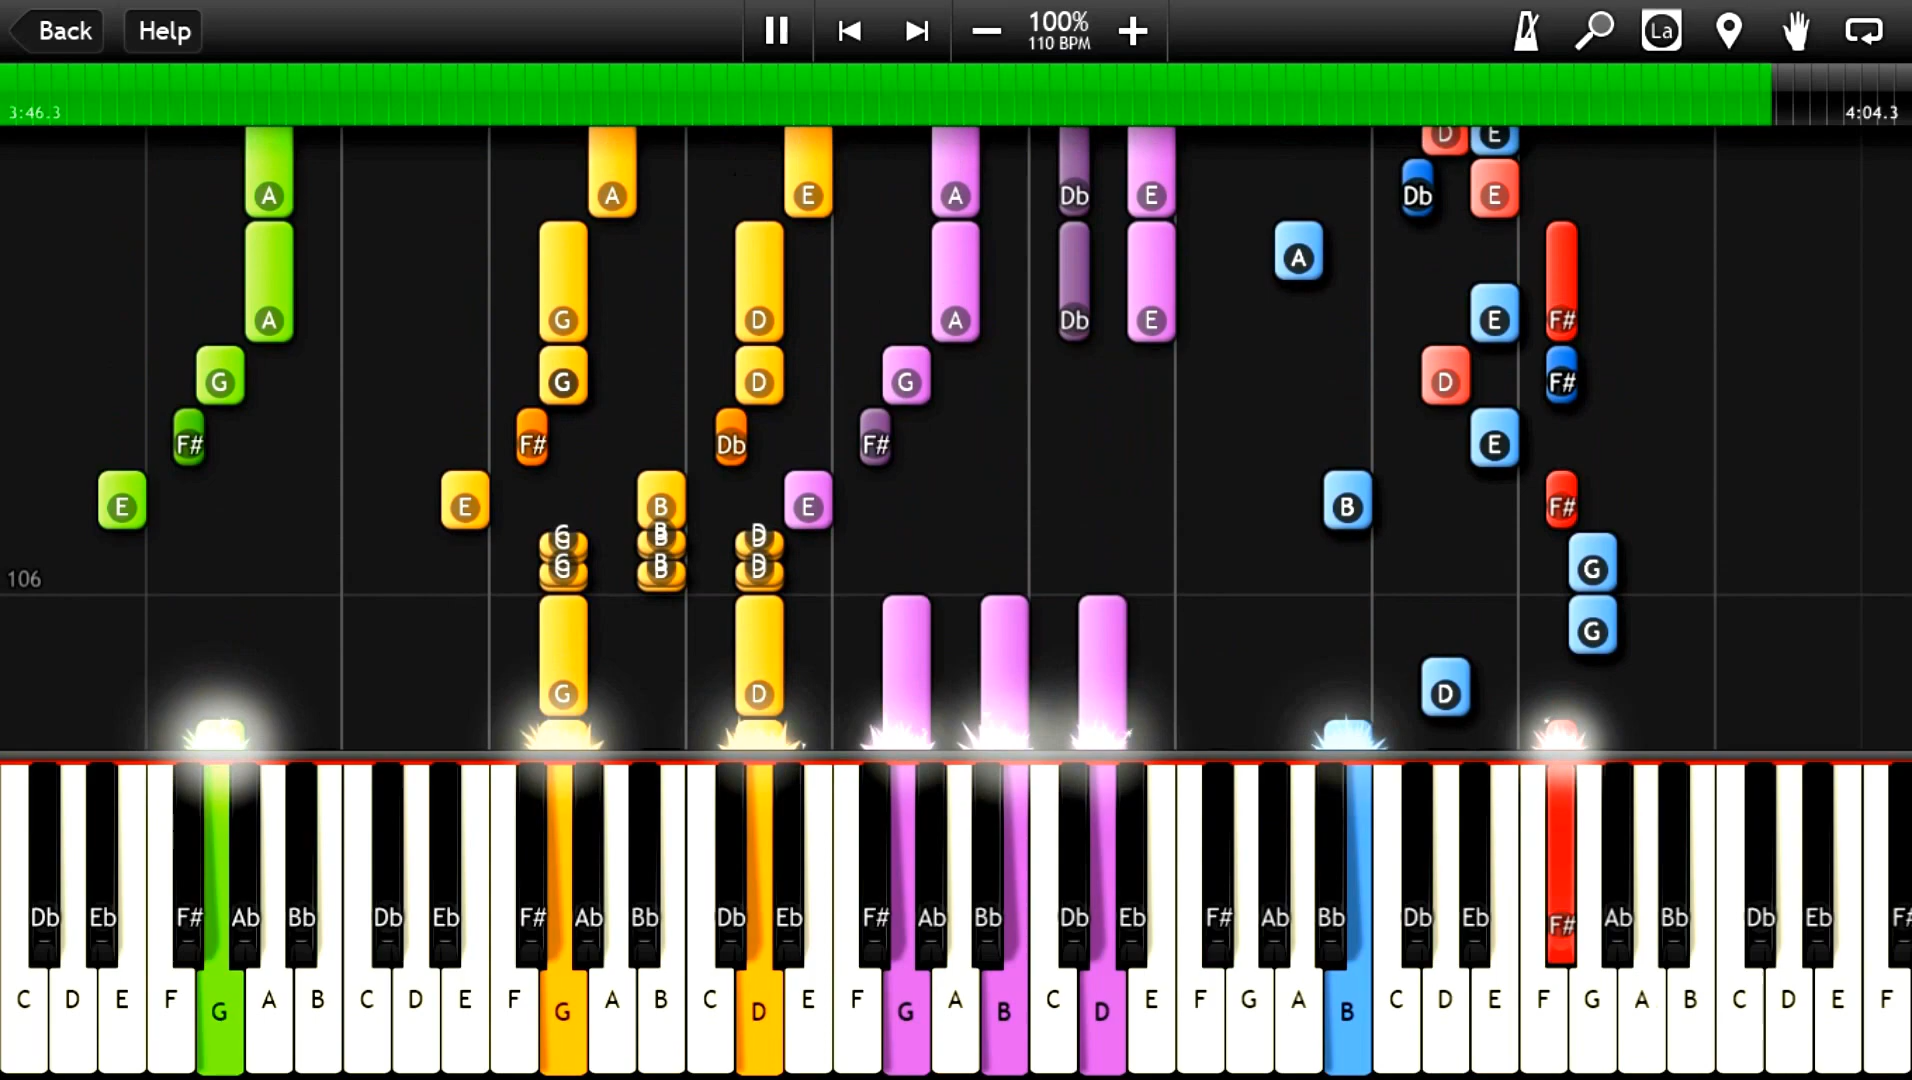 Back Help 100% La
110 BPM
3:46.3 4:04.3
D E
A A E A Db E Db E
A
A G D A Db E E F#
G G D G D F#
F# F# Db F# E
E E B E B F#
G B D
G B D G
106
G
G D D
Db Eb F# Ab Bb Db Eb F# Ab Bb Db Eb F# Ab Bb Db Eb F# Ab Bb Db Eb F# Ab Bb Db Eb F#
C D E F G A B C D E F G A B C D E F G A B C D E F G A B C D E F G A B C D E F